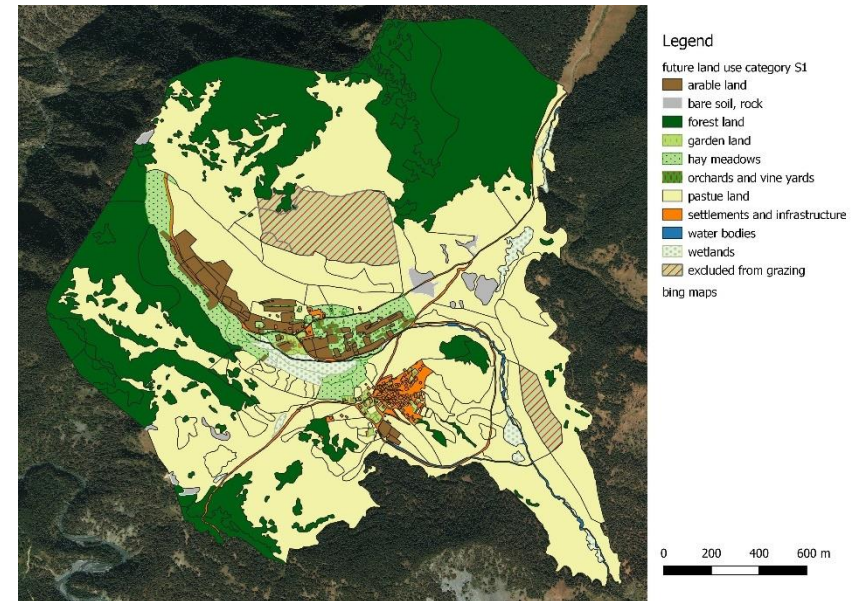 Legend
future land use category S1
arable land
bare soil, rock
forest land
garden land
hay meadows
orchards and vine yards
pastue land
settlements and infrastructure
water bodies
wetlands
excluded from grazing
bing maps
0 200 400 600 m